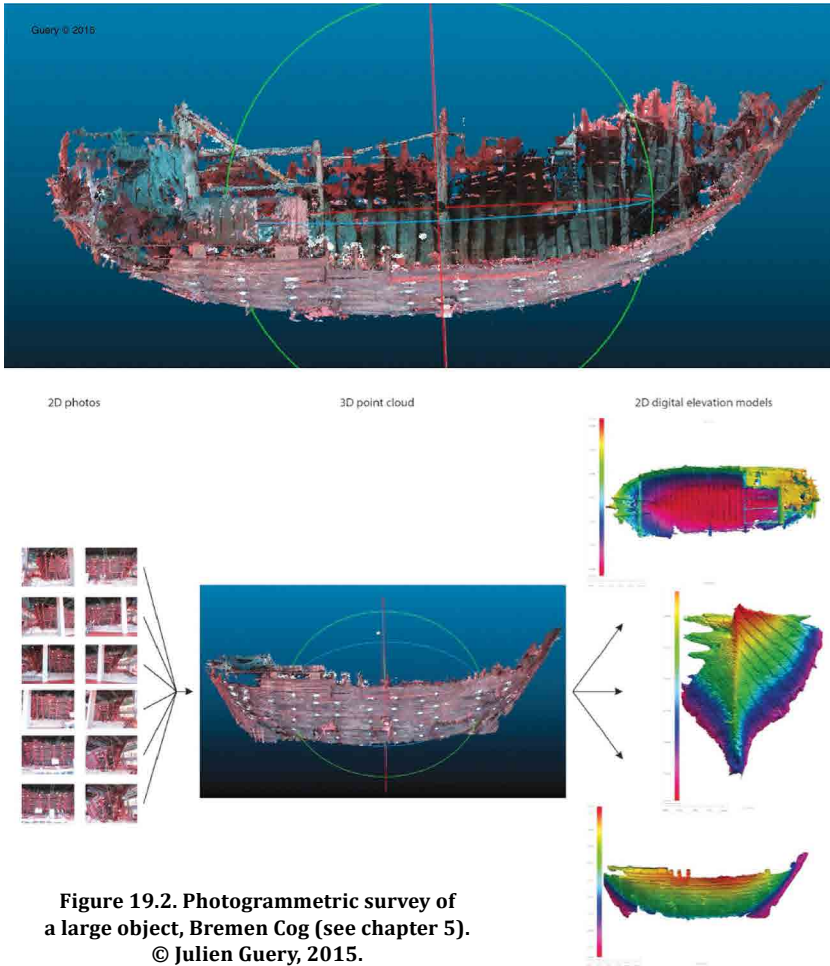 Guery © 2015
2D photos
3D point cloud
2D digital elevation models
Figure 19.2. Photogrammetric survey of
a large object, Bremen Cog (see chapter 5).
© Julien Guery, 2015.